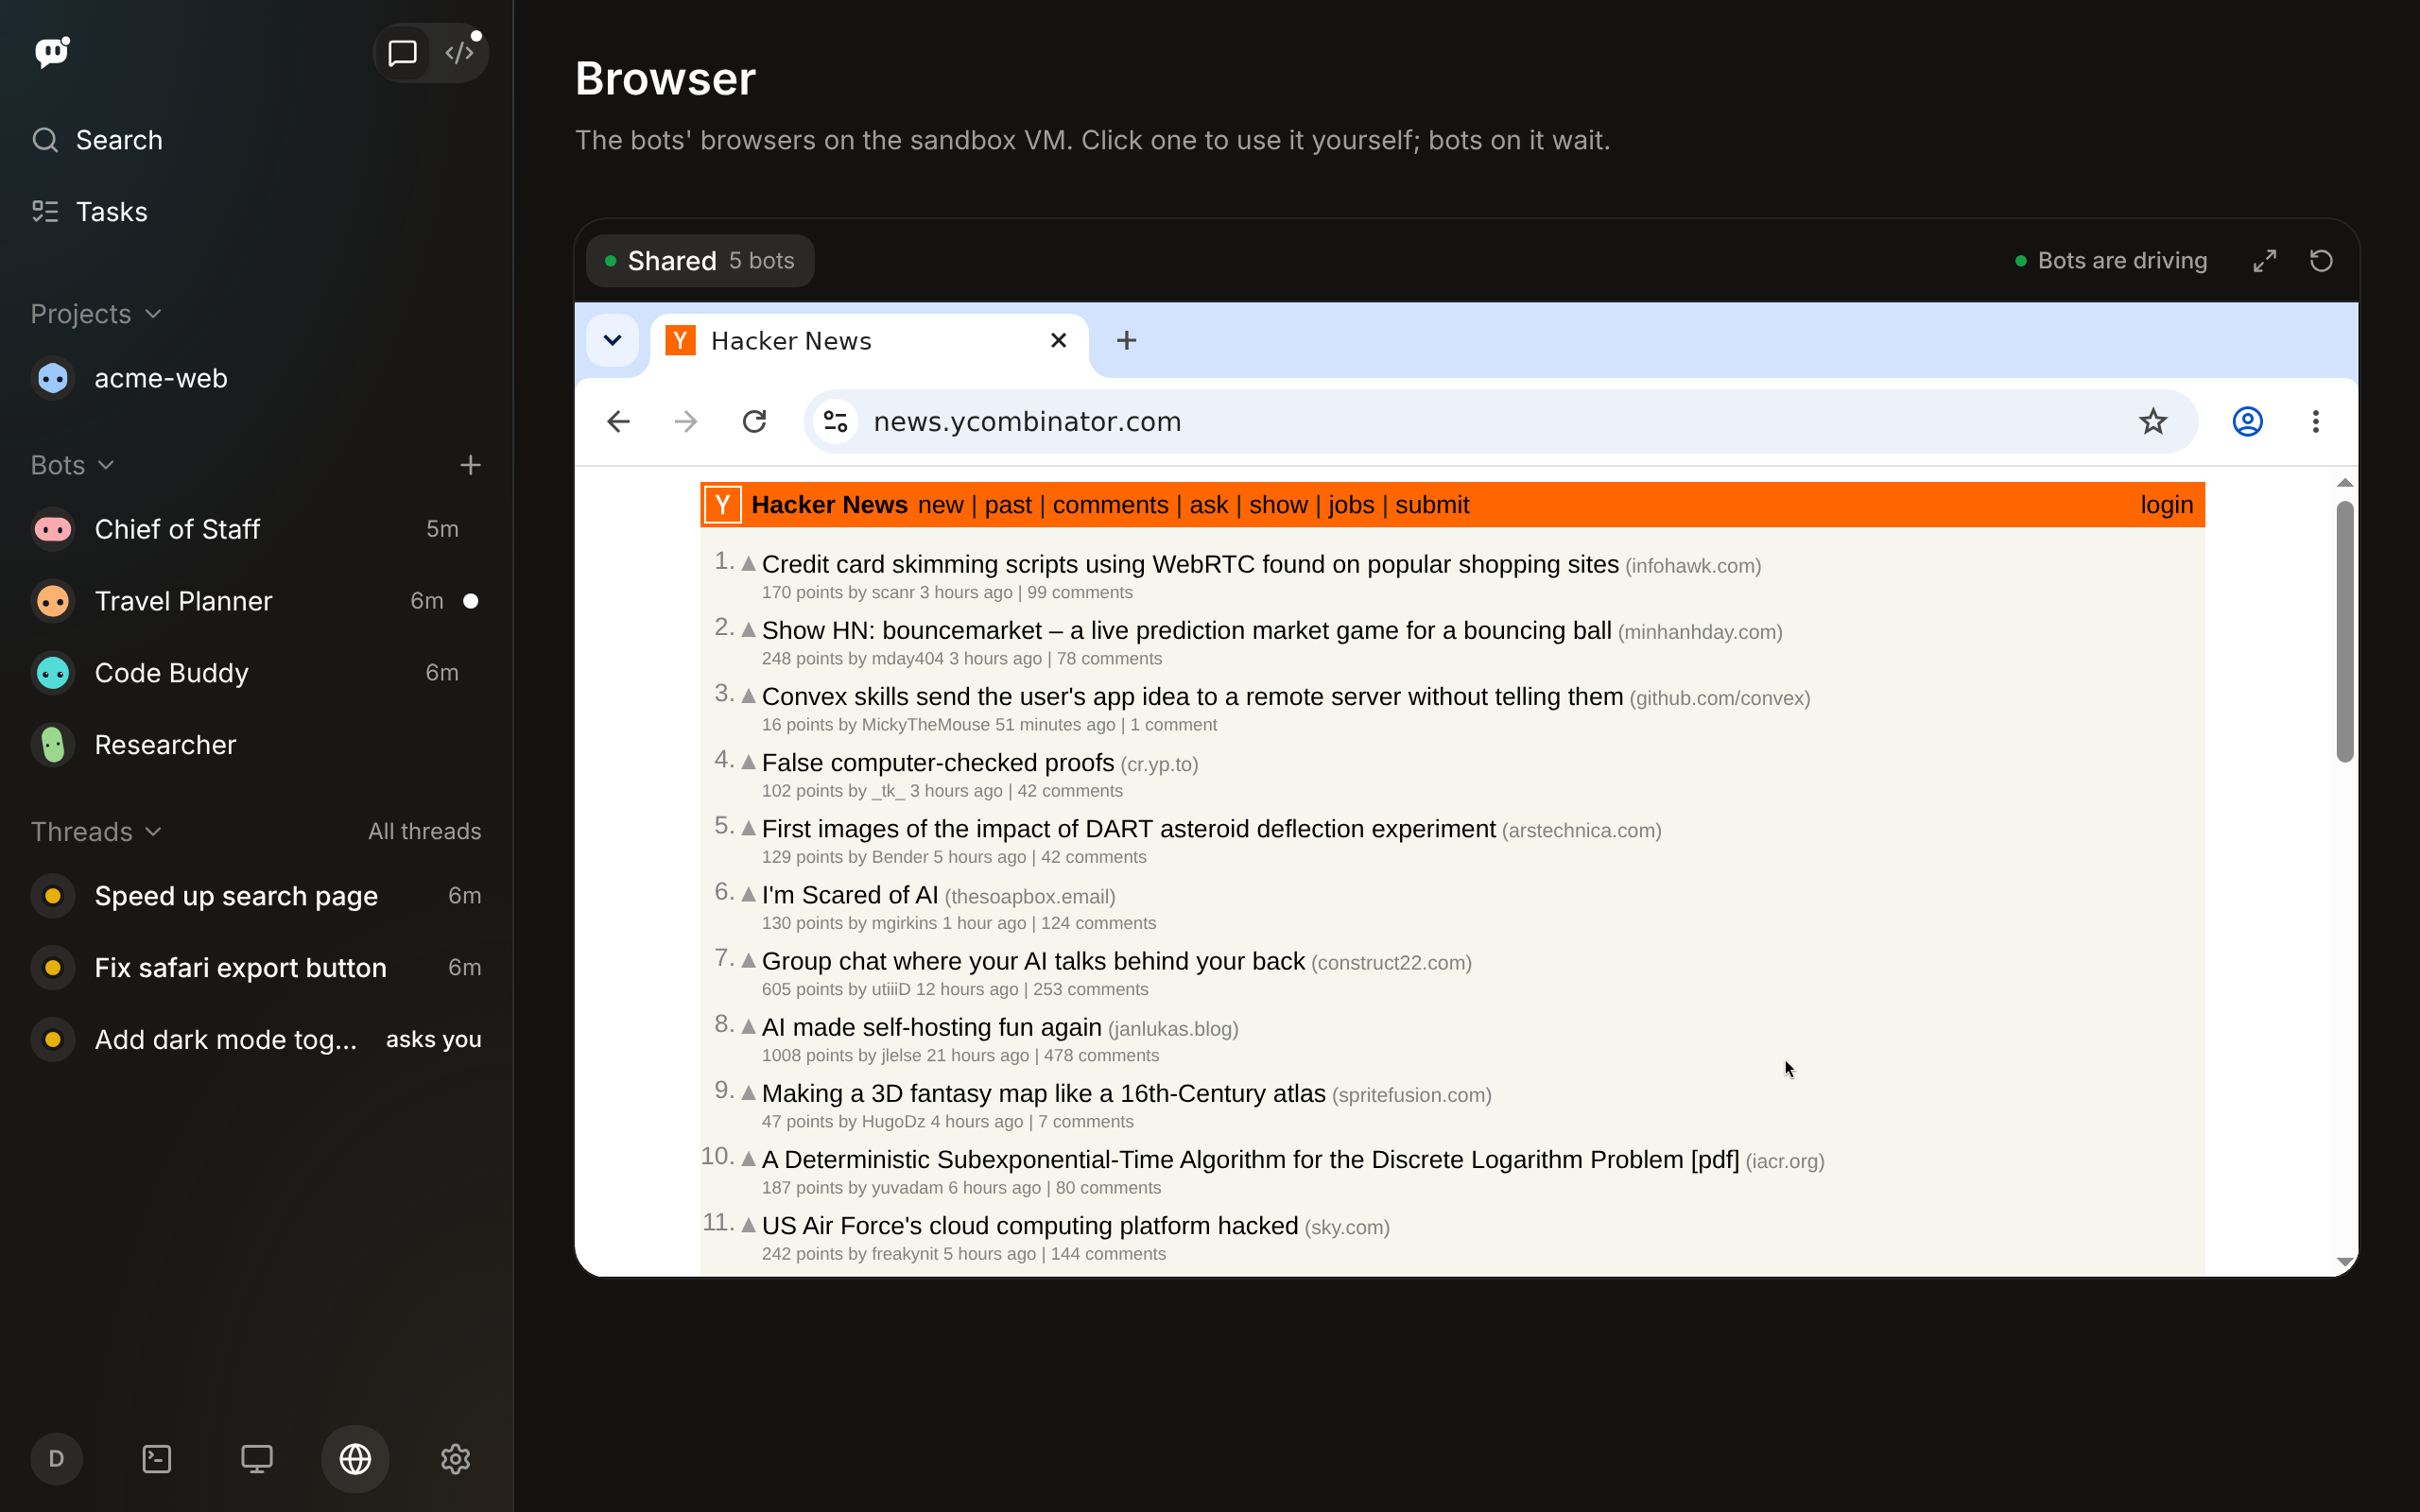 Search
Tasks
Projects
acme-web
Bots
Chief of Staff 5m
Travel Planner 6m
Code Buddy 6m
Researcher
Threads All threads
Speed up search page 6m
Fix safari export button 6m
Add dark mode tog... asks you
D
Browser
The bots' browsers on the sandbox VM. Click one to use it yourself; bots on it wait.
Shared 5 bots Bots are driving
Y Hacker News
news.ycombinator.com
Y Hacker News new | past | comments | ask | show | jobs | submit login
1. Credit card skimming scripts using WebRTC found on popular shopping sites (infohawk.com)
170 points by scanr 3 hours ago | 99 comments
2. Show HN: bouncemarket – a live prediction market game for a bouncing ball (minhanhday.com)
248 points by mday404 3 hours ago | 78 comments
3. Convex skills send the user's app idea to a remote server without telling them (github.com/convex)
16 points by MickyTheMouse 51 minutes ago | 1 comment
4. False computer-checked proofs (cr.yp.to)
102 points by _tk_ 3 hours ago | 42 comments
5. First images of the impact of DART asteroid deflection experiment (arstechnica.com)
129 points by Bender 5 hours ago | 42 comments
6. I'm Scared of AI (thesoapbox.email)
130 points by mgirkins 1 hour ago | 124 comments
7. Group chat where your AI talks behind your back (construct22.com)
605 points by utiiiD 12 hours ago | 253 comments
8. AI made self-hosting fun again (janlukas.blog)
1008 points by jlelse 21 hours ago | 478 comments
9. Making a 3D fantasy map like a 16th-Century atlas (spritefusion.com)
47 points by HugoDz 4 hours ago | 7 comments
10. A Deterministic Subexponential-Time Algorithm for the Discrete Logarithm Problem [pdf] (iacr.org)
187 points by yuvadam 6 hours ago | 80 comments
11. US Air Force's cloud computing platform hacked (sky.com)
242 points by freakynit 5 hours ago | 144 comments